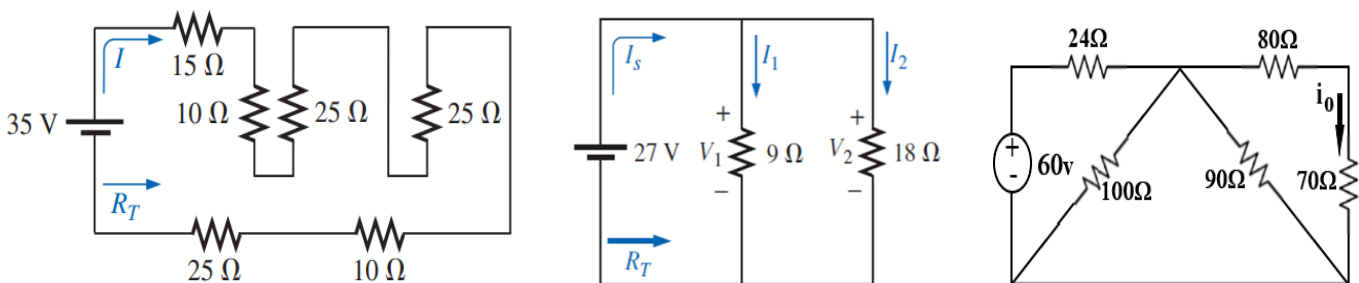 I
15 Ω
35 V
10 Ω
25 Ω
25 Ω
R_T
25 Ω
10 Ω
I_s
I_1
I_2
27 V
+
V_1
9 Ω
-
+
V_2
18 Ω
-
R_T
24Ω
80Ω
i_o
+
-
60v
100Ω
90Ω
70Ω